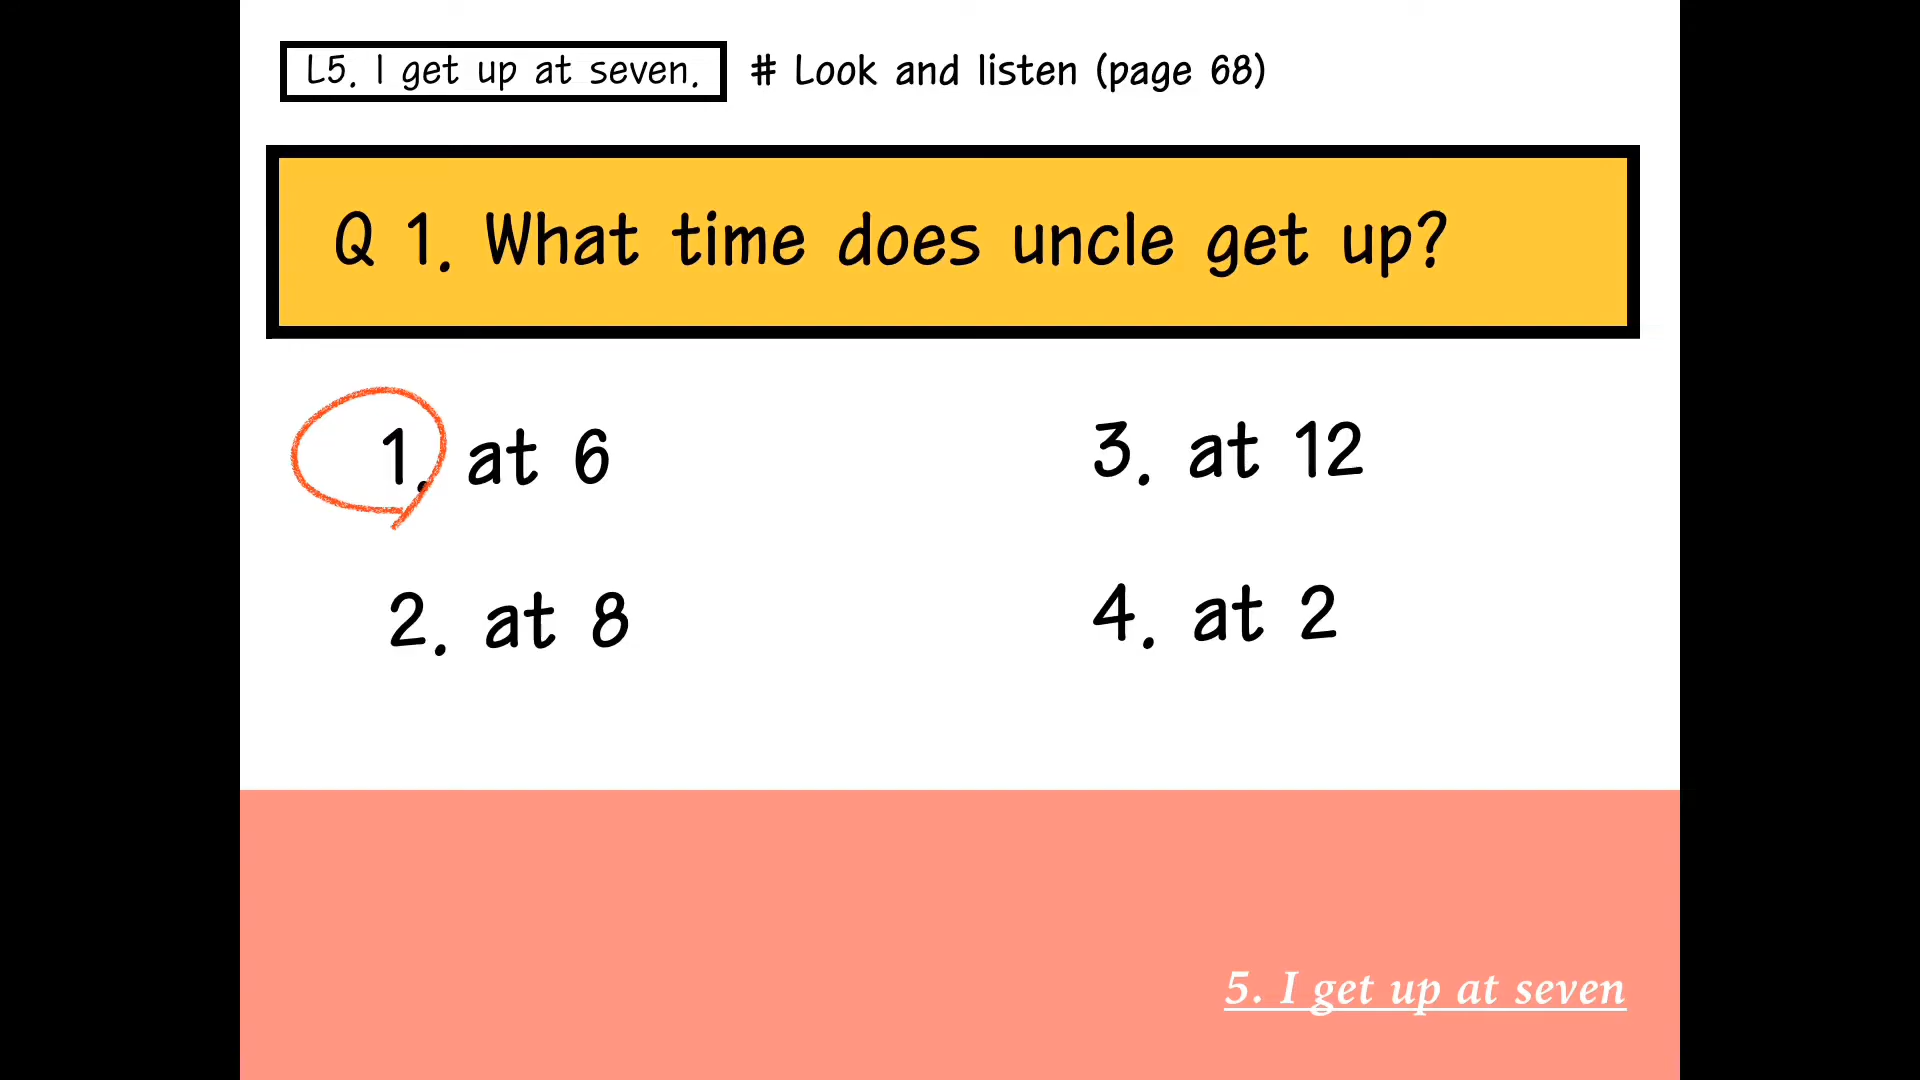 L5. I get up at seven. # Look and listen (page 68)
Q 1. What time does uncle get up?
1. at 6
2. at 8
3. at 12
4. at 2
5. I get up at seven